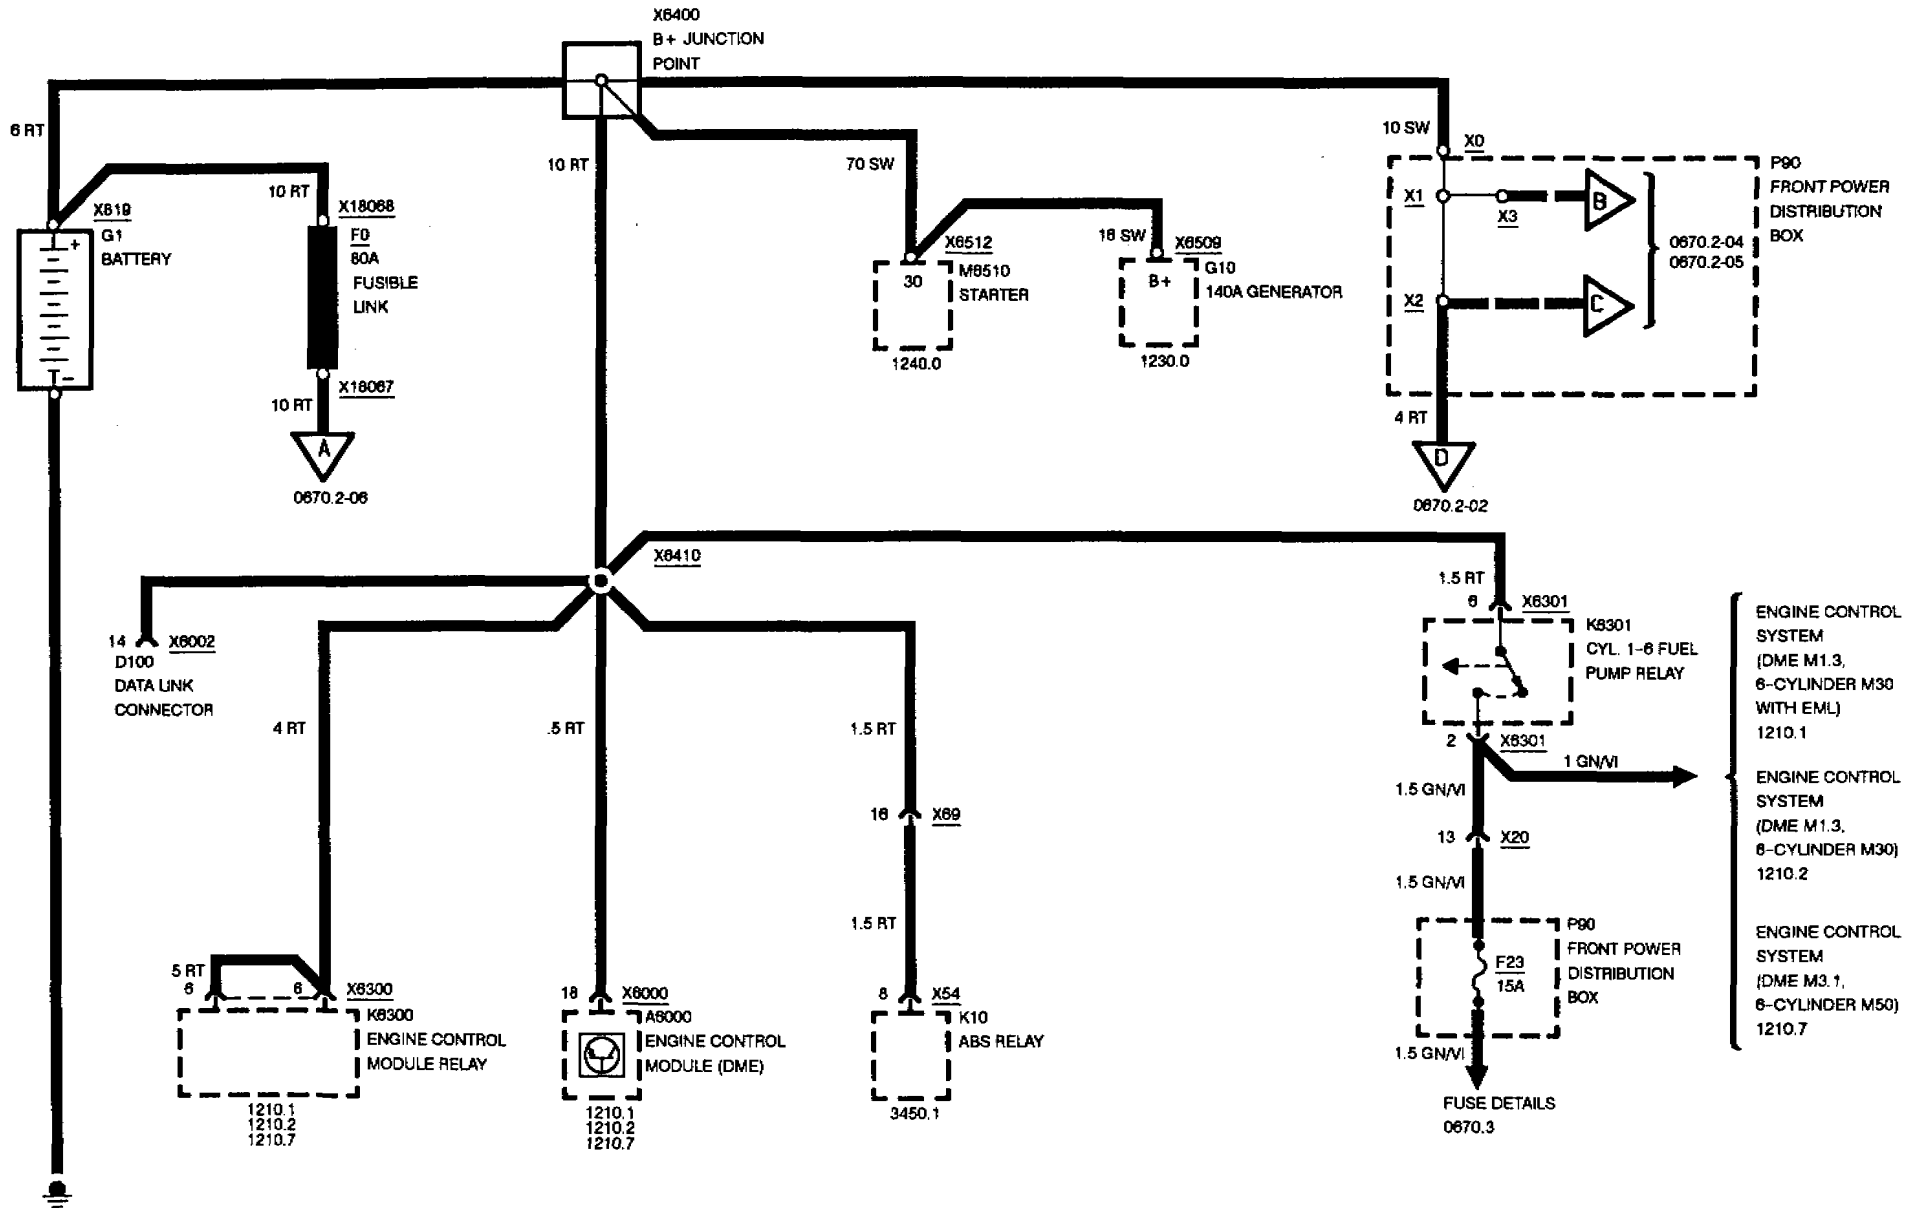 X6400
B+ JUNCTION
POINT
6 RT
10 RT
X819
G1
BATTERY
+
-
X18068
F0
80A
FUSIBLE
LINK
X18067
10 RT
A
0670.2-06
10 RT
70 SW
X6512
30
M6510
STARTER
1240.0
16 SW
X6509
B+
G10
140A GENERATOR
1230.0
10 SW
X0
P90
FRONT POWER
DISTRIBUTION
BOX
X1
X3
B
0670.2-04
0670.2-05
X2
C
4 RT
D
0670.2-02
X6410
14
X6002
D100
DATA LINK
CONNECTOR
4 RT
5 RT
6
6
X6300
K6300
ENGINE CONTROL
MODULE RELAY
1210.1
1210.2
1210.7
.5 RT
18
X6000
A6000
ENGINE CONTROL
MODULE (DME)
1210.1
1210.2
1210.7
1.5 RT
16
X69
1.5 RT
8
X54
K10
ABS RELAY
3450.1
1.5 RT
6
X6301
K6301
CYL. 1-6 FUEL
PUMP RELAY
2
X6301
1 GN/VI
1.5 GN/VI
13
X20
1.5 GN/VI
P90
FRONT POWER
DISTRIBUTION
BOX
F23
15A
1.5 GN/VI
FUSE DETAILS
0670.3
ENGINE CONTROL
SYSTEM
(DME M1.3,
6-CYLINDER M30
WITH EML)
1210.1
ENGINE CONTROL
SYSTEM
(DME M1.3,
6-CYLINDER M30)
1210.2
ENGINE CONTROL
SYSTEM
(DME M3.1,
6-CYLINDER M50)
1210.7